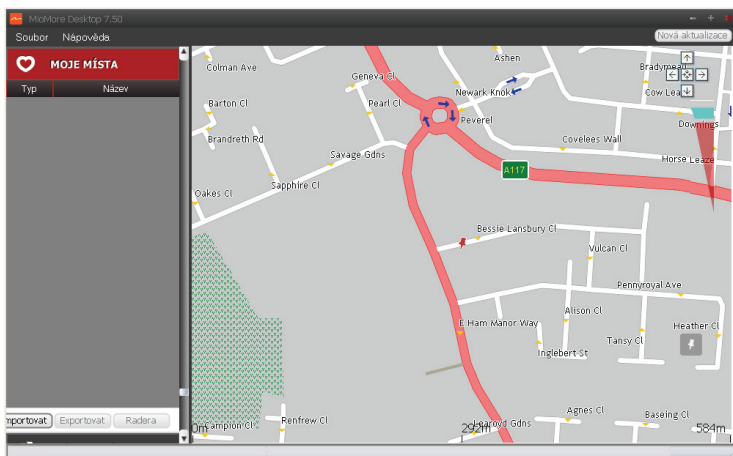 MioMore Desktop 7.50
Soubor Nápověda
Nová aktualizace
MOJE MÍSTA
Typ Název
Colman Ave
Geneva Cl
Ashen
Bradymead
Barton Cl
Pearl Cl
Newark Knok
Cow Lea
Peverel
Downings
Brandreth Rd
Covelees Wall
Savage Gdns
Horse Leaze
A117
Oakes Cl
Sapphire Cl
Bessie Lansbury Cl
Vulcan Cl
Pennyroyal Ave
Alison Cl
E Ham Manor Way
Heather Cl
Tansy Cl
Inglebert St
mportovat Exportovat Radera
Campion Cl
Renfrew Cl
Learoyd Gdns
Agnes Cl
Baseing Cl
0m 292m 584m